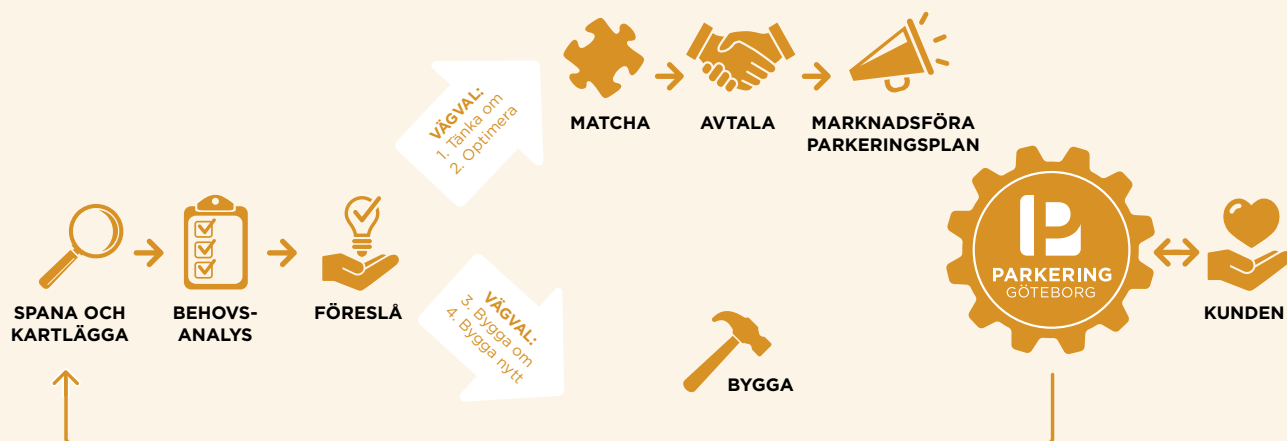 SPANA OCH
KARTLÄGGA
BEHOVS-
ANALYS
FÖRESLÅ
VÄGVAL:
1. Tänka om
2. Optimera
MATCHA
AVTALA
MARKNADSFÖRA
PARKERINGSPLAN
VÄGVAL:
3. Bygga om
4. Bygga nytt
BYGGA
P
PARKERING
GÖTEBORG
KUNDEN